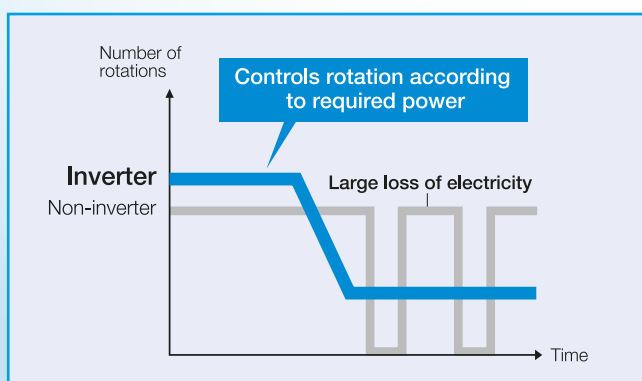 Number of
rotations
Controls rotation according
to required power
Inverter
Large loss of electricity
Non-inverter
Time